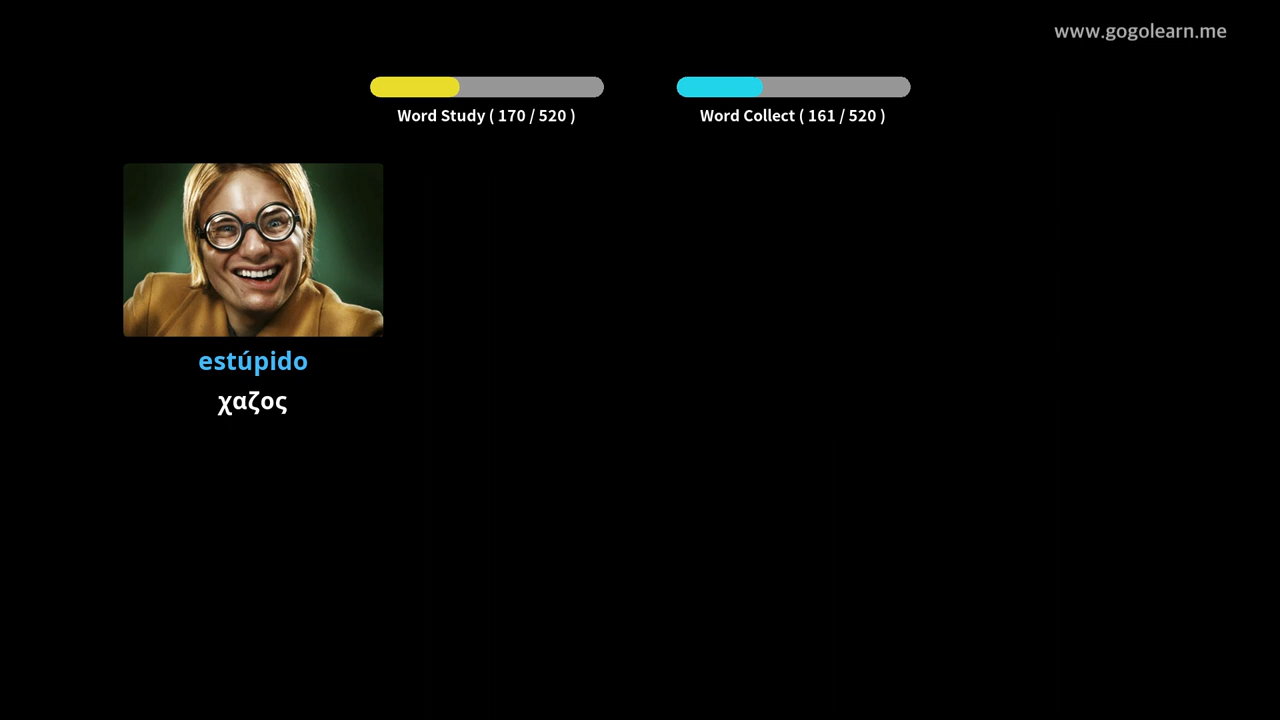 www.gogolearn.me
Word Study ( 170 / 520 )
Word Collect ( 161 / 520 )
estúpido
χαζος